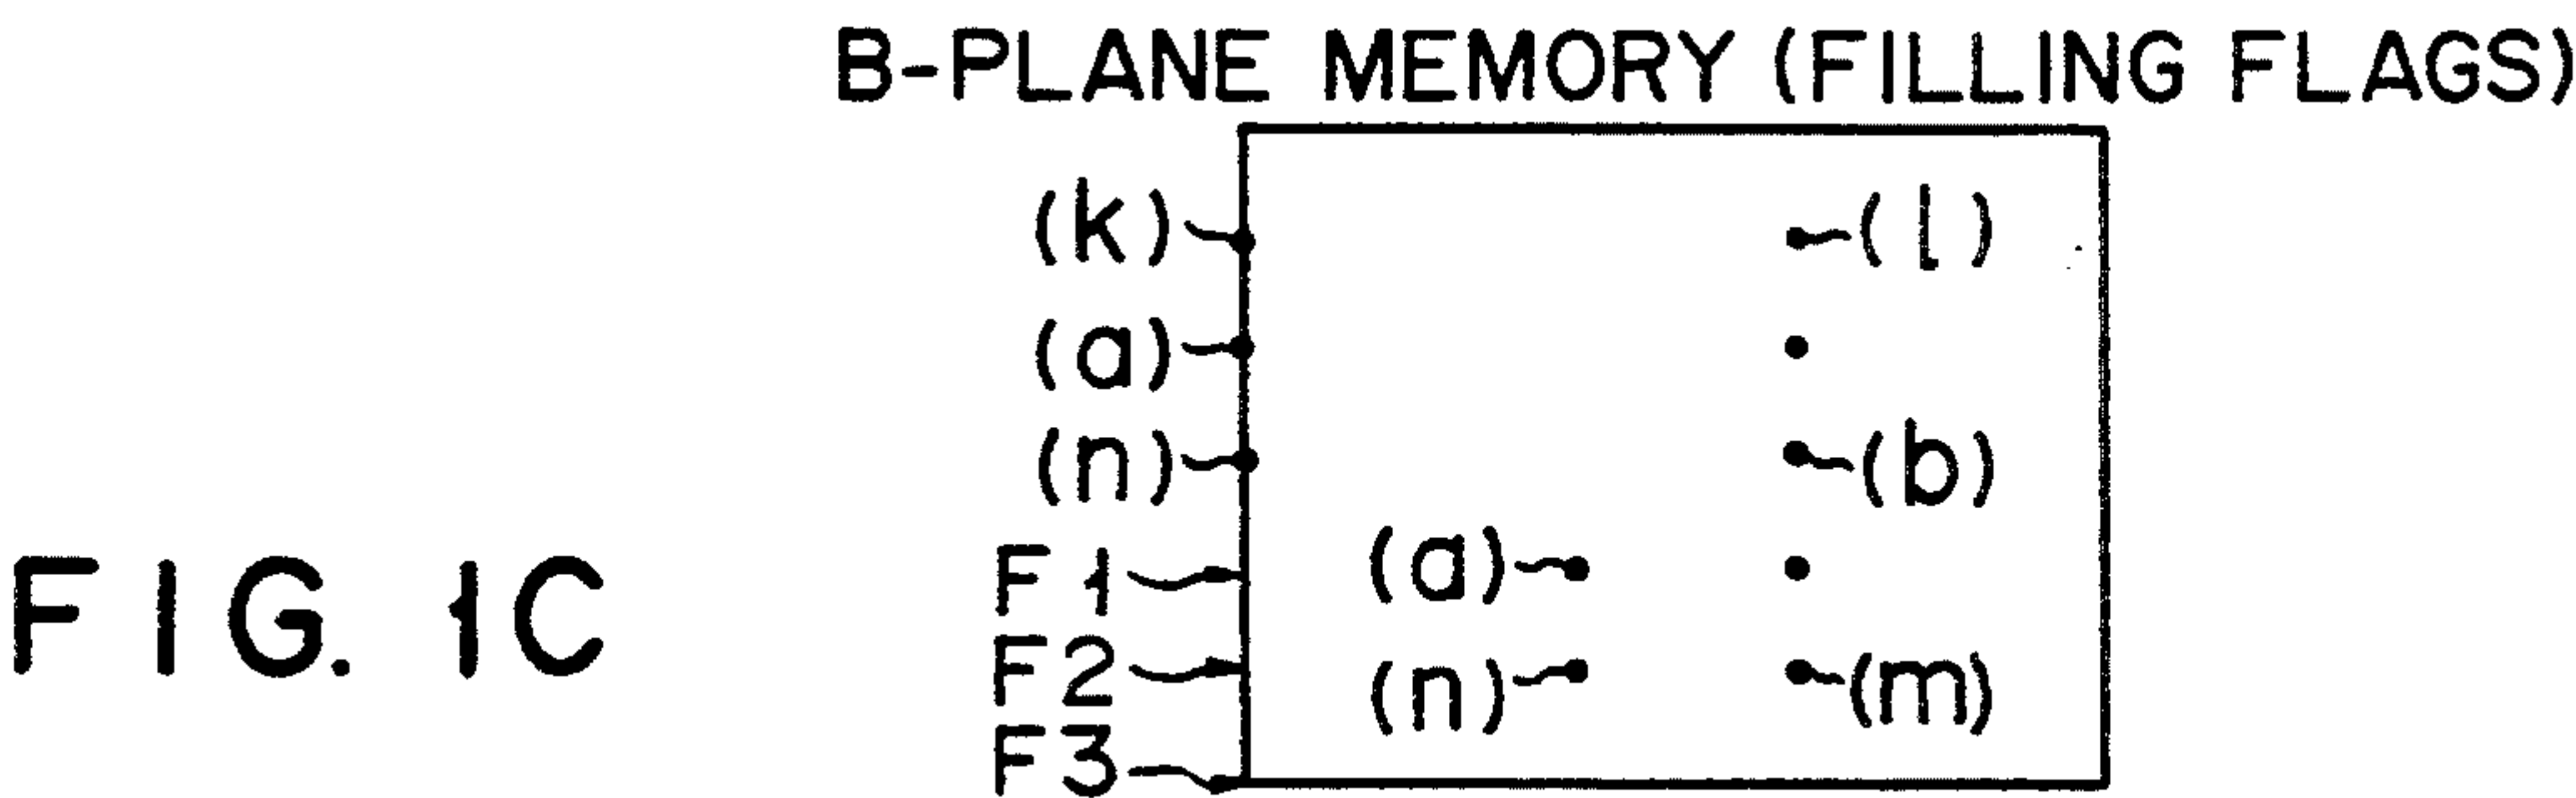 B-PLANE MEMORY (FILLING FLAGS)
(k) (l)
(a)
(n) (b)
F1 (a)
F2 (n) (m)
F3
FIG. 1C